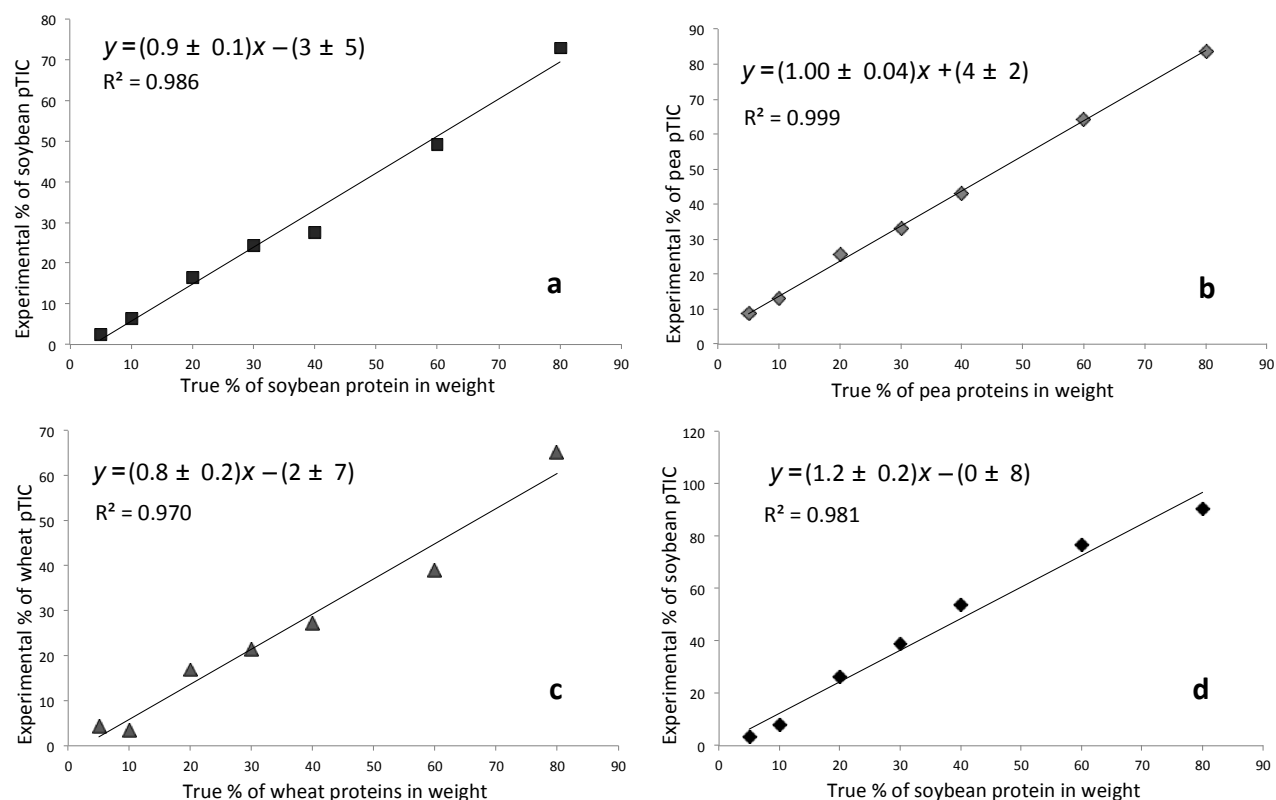 80
70
60
50
40
30
20
10
0
Experimental % of soybean pTIC
y = (0.9 ± 0.1)x − (3 ± 5)
R² = 0.986
a
0 10 20 30 40 50 60 70 80 90
True % of soybean protein in weight
90
80
70
60
50
40
30
20
10
0
Experimental % of pea pTIC
y = (1.00 ± 0.04)x + (4 ± 2)
R² = 0.999
b
0 10 20 30 40 50 60 70 80 90
True % of pea proteins in weight
70
60
50
40
30
20
10
0
Experimental % of wheat pTIC
y = (0.8 ± 0.2)x − (2 ± 7)
R² = 0.970
c
0 10 20 30 40 50 60 70 80 90
True % of wheat proteins in weight
120
100
80
60
40
20
0
Experimental % of soybean pTIC
y = (1.2 ± 0.2)x − (0 ± 8)
R² = 0.981
d
0 10 20 30 40 50 60 70 80 90
True % of soybean protein in weight